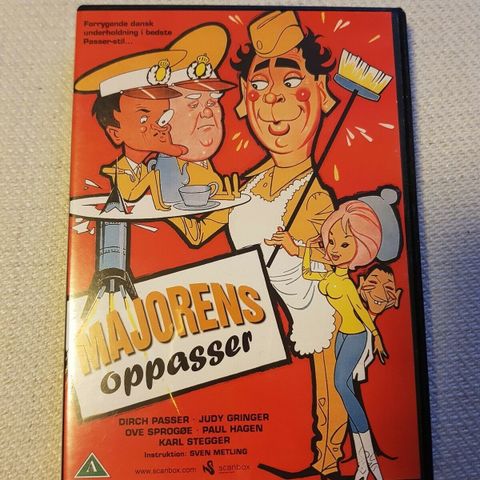 Forrygende dansk
underholdning i bedste
Passer-stil...
MAJORENS
oppasser
DIRCH PASSER · JUDY GRINGER
OVE SPROGØE · PAUL HAGEN
KARL STEGGER
Instruktion: SVEN METLING
A
www.scanbox.com scanbox